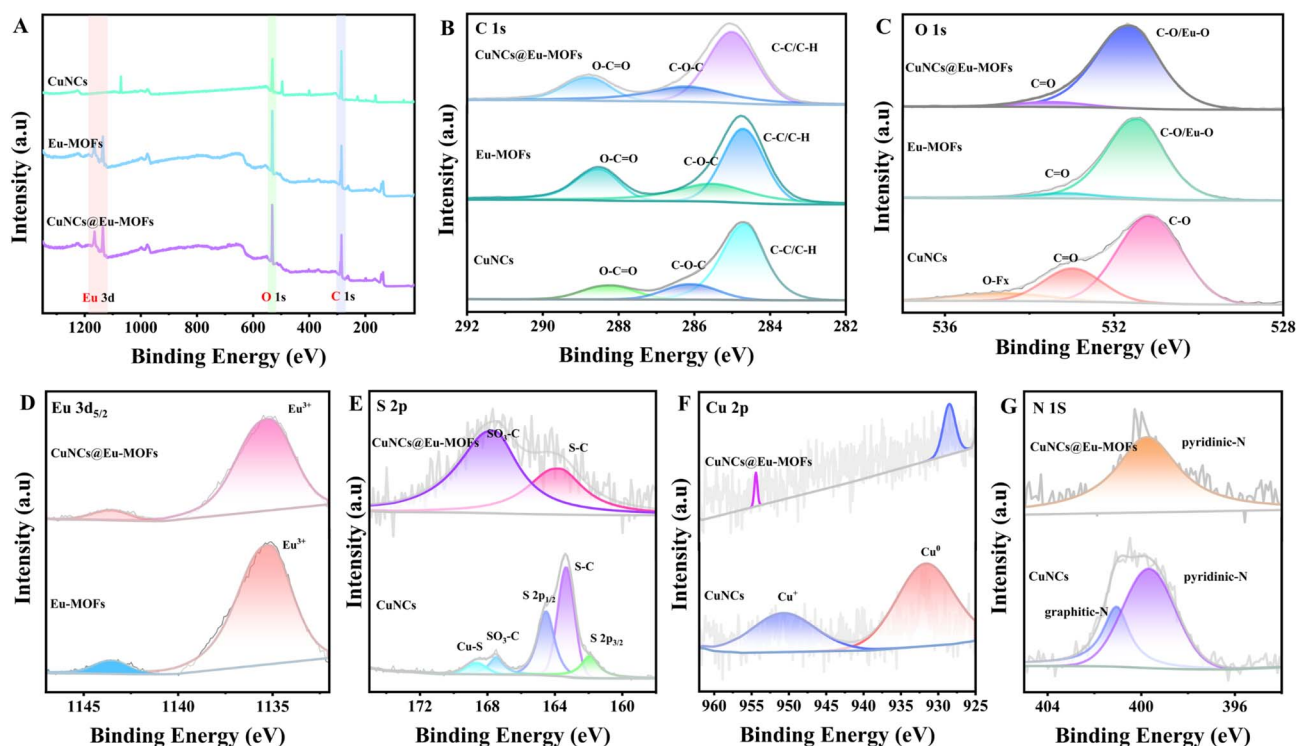 A
CuNCs
Eu-MOFs
CuNCs@Eu-MOFs
Eu 3d
O 1s
C 1s
1200 1000 800 600 400 200
Binding Energy (eV)
Intensity (a.u)
B
C 1s
CuNCs@Eu-MOFs
O-C=O
C-O-C
C-C/C-H
Eu-MOFs
O-C=O
C-O-C
C-C/C-H
CuNCs
O-C=O
C-O-C
C-C/C-H
292 290 288 286 284 282
Binding Energy (eV)
Intensity (a.u)
C
O 1s
C-O/Eu-O
CuNCs@Eu-MOFs
C=O
C-O/Eu-O
Eu-MOFs
C=O
C-O
CuNCs
C=O
O-Fx
536 532 528
Binding Energy (eV)
Intensity (a.u)
D
Eu 3d5/2
Eu3+
CuNCs@Eu-MOFs
Eu3+
Eu-MOFs
1145 1140 1135
Binding Energy (eV)
Intensity (a.u)
E
S 2p
CuNCs@Eu-MOFs
SO3-C
S-C
S-C
CuNCs
S 2p1/2
SO3-C
Cu-S
S 2p3/2
172 168 164 160
Binding Energy (eV)
Intensity (a.u)
F
Cu 2p
CuNCs@Eu-MOFs
Cu0
CuNCs
Cu+
960 955 950 945 940 935 930 925
Binding Energy (eV)
Intensity (a.u)
G
N 1S
CuNCs@Eu-MOFs
pyridinic-N
CuNCs
pyridinic-N
graphitic-N
404 400 396
Binding Energy (eV)
Intensity (a.u)